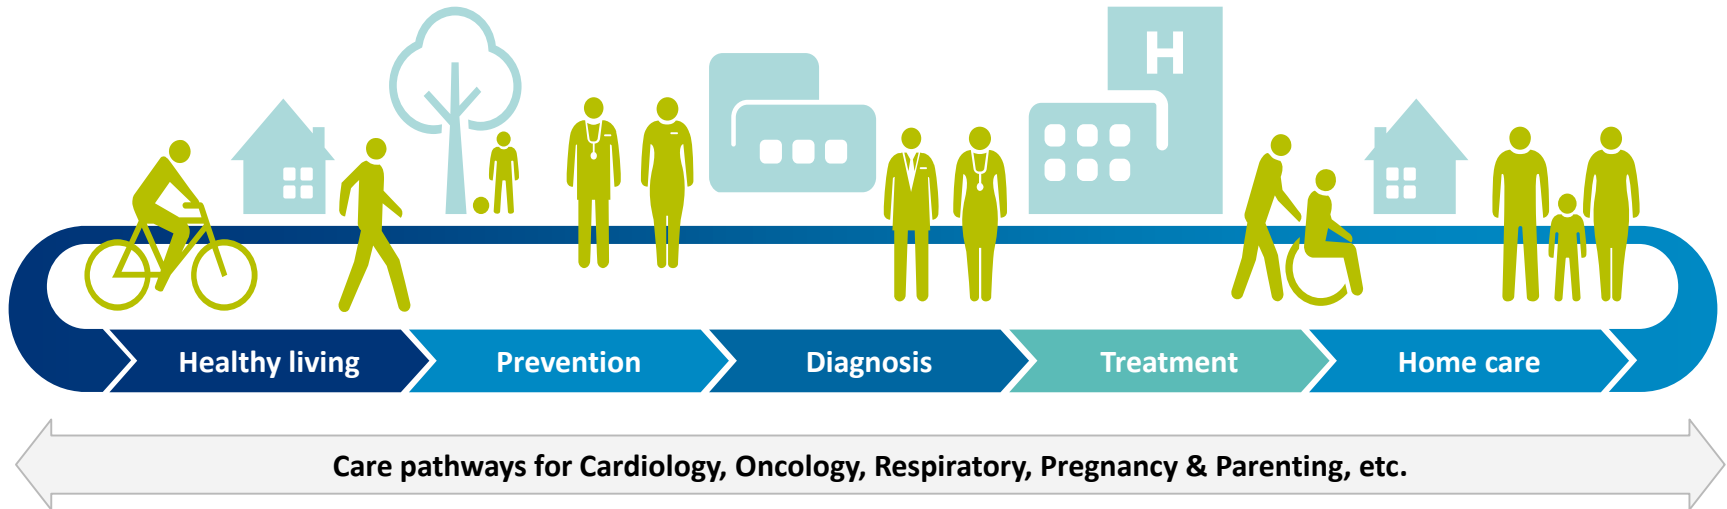 H
Healthy living
Prevention
Diagnosis
Treatment
Home care
Care pathways for Cardiology, Oncology, Respiratory, Pregnancy & Parenting, etc.